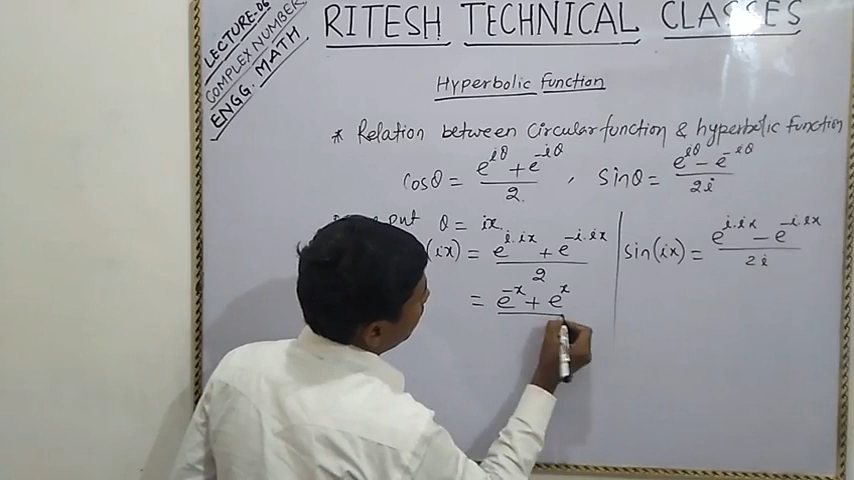 LECTURE-06
COMPLEX NUMBER
ENGG. MATH
RITESH TECHNICAL CLASSES
Hyperbolic Function
* Relation between Circular function & hyperbolic Function
cosθ = (e^{iθ} + e^{-iθ})/2 , Sinθ = (e^{iθ} - e^{-iθ})/2i
put θ = ix
(ix) = (e^{i.ix} + e^{-i.ix})/2
= e^{-x} + e^{x}
sin(ix) = (e^{i.ix} - e^{-i.ix})/2i